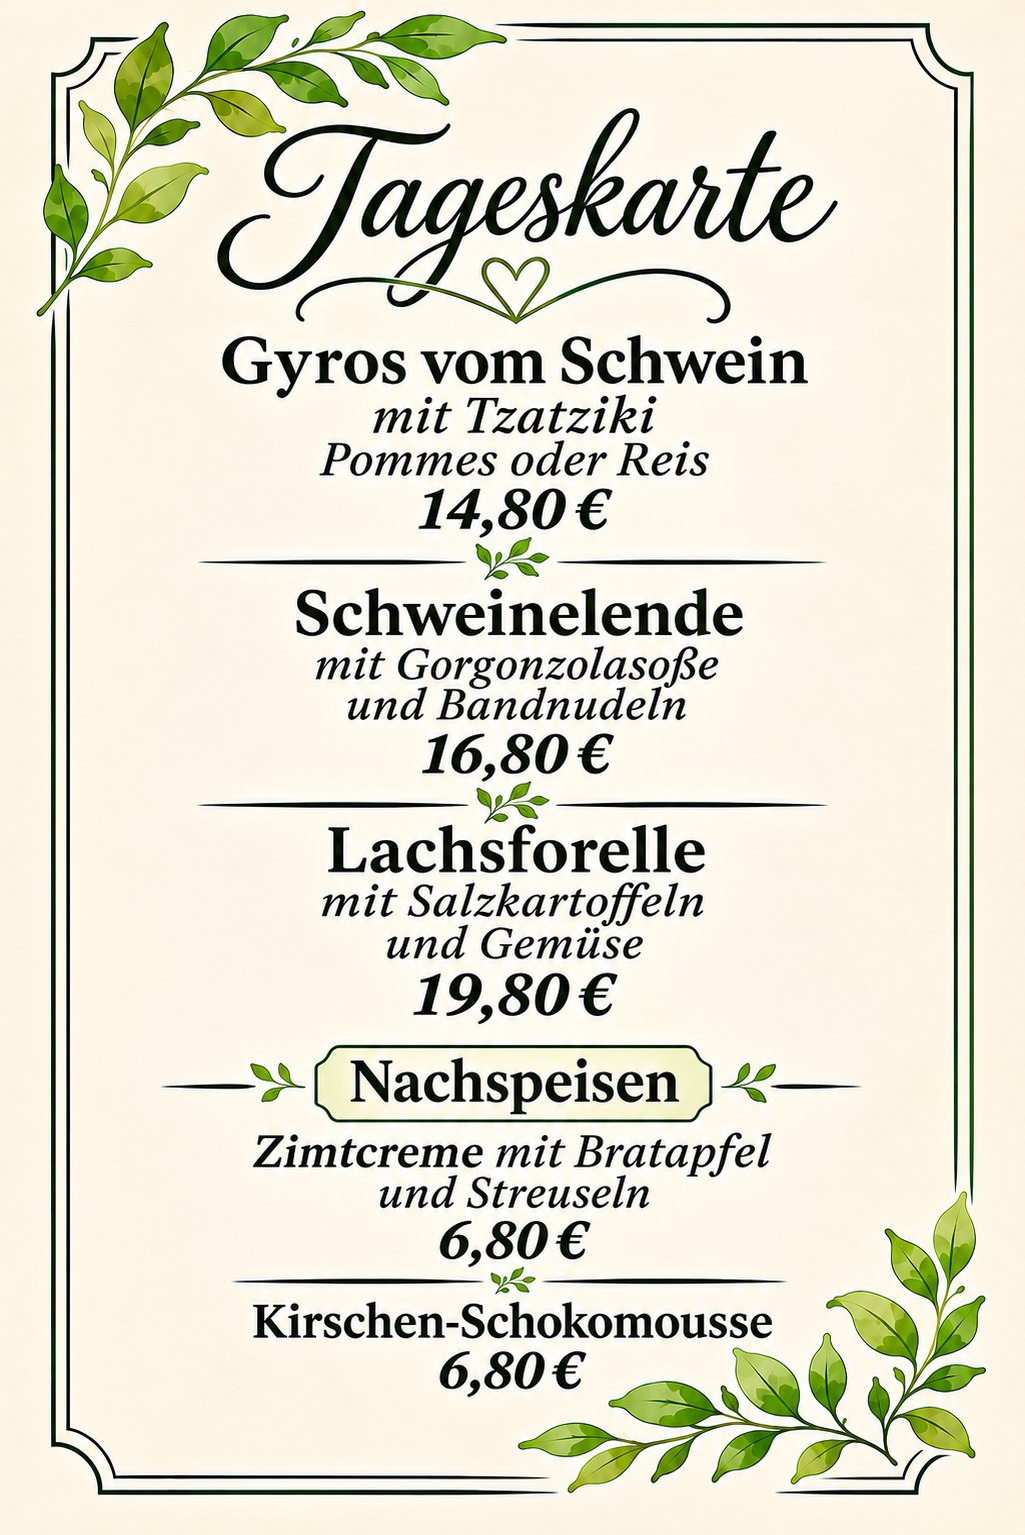 Tageskarte
Gyros vom Schwein
mit Tzatziki
Pommes oder Reis
14,80 €
Schweinelende
mit Gorgonzolasoße
und Bandnudeln
16,80 €
Lachsforelle
mit Salzkartoffeln
und Gemüse
19,80 €
Nachspeisen
Zimtcreme mit Bratapfel
und Streuseln
6,80 €
Kirschen-Schokomousse
6,80 €